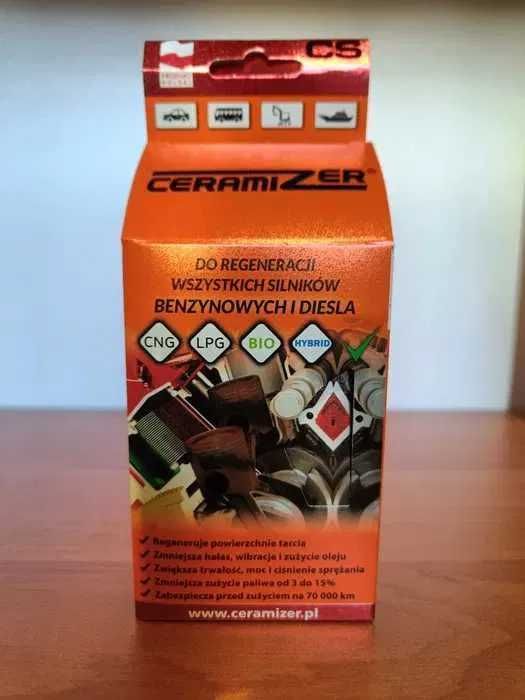 CS
PRODUKT
POLSKI
CERAMIZER®
DO REGENERACJI
WSZYSTKICH SILNIKÓW
BENZYNOWYCH I DIESLA
CNG LPG BIO HYBRID
Regeneruje powierzchnie tarcia
Zmniejsza hałas, wibracje i zużycie oleju
Zwiększa trwałość, moc i ciśnienie sprężania
Zmniejsza zużycie paliwa od 3 do 15%
Zabezpiecza przed zużyciem na 70 000 km
www.ceramizer.pl